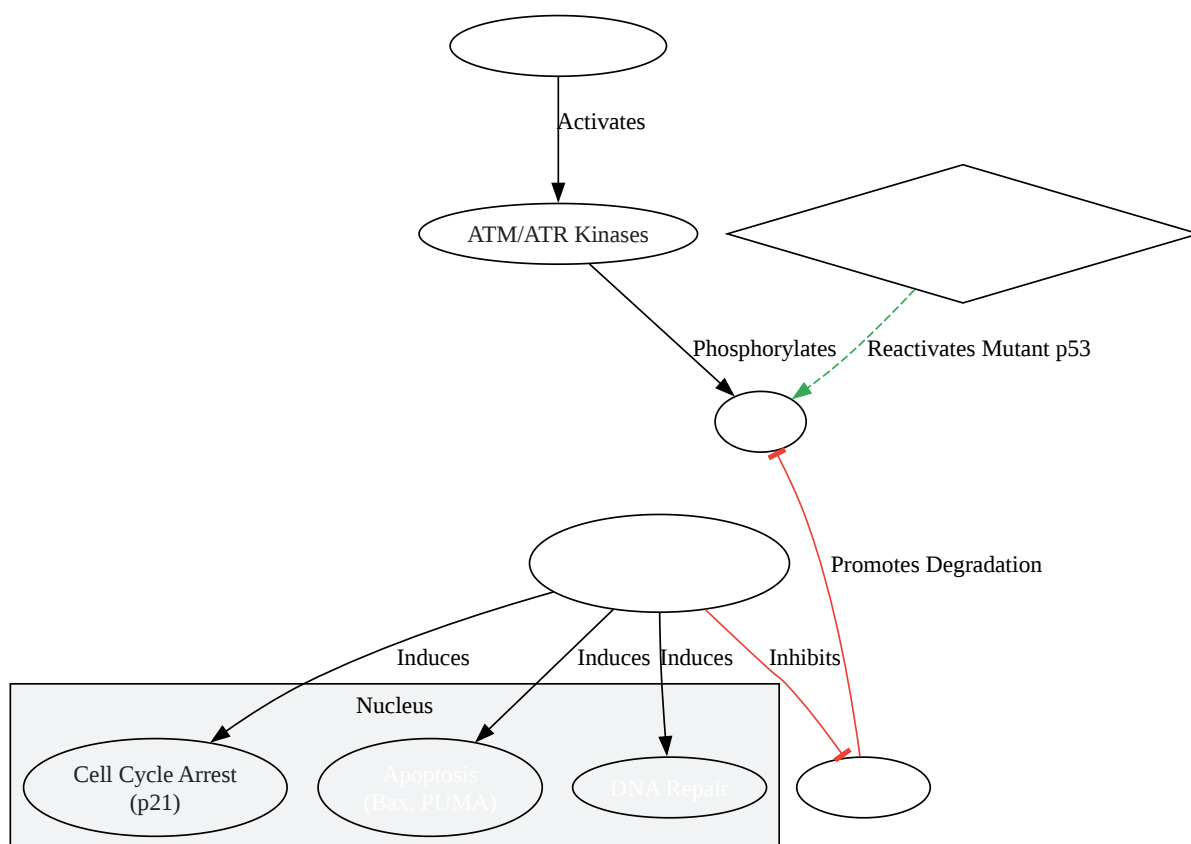 Activates
ATM/ATR Kinases
Phosphorylates
Reactivates Mutant p53
Promotes Degradation
Induces
Induces
Induces
Inhibits
Nucleus
Cell Cycle Arrest
(p21)
Apoptosis
(Bax, PUMA)
DNA Repair